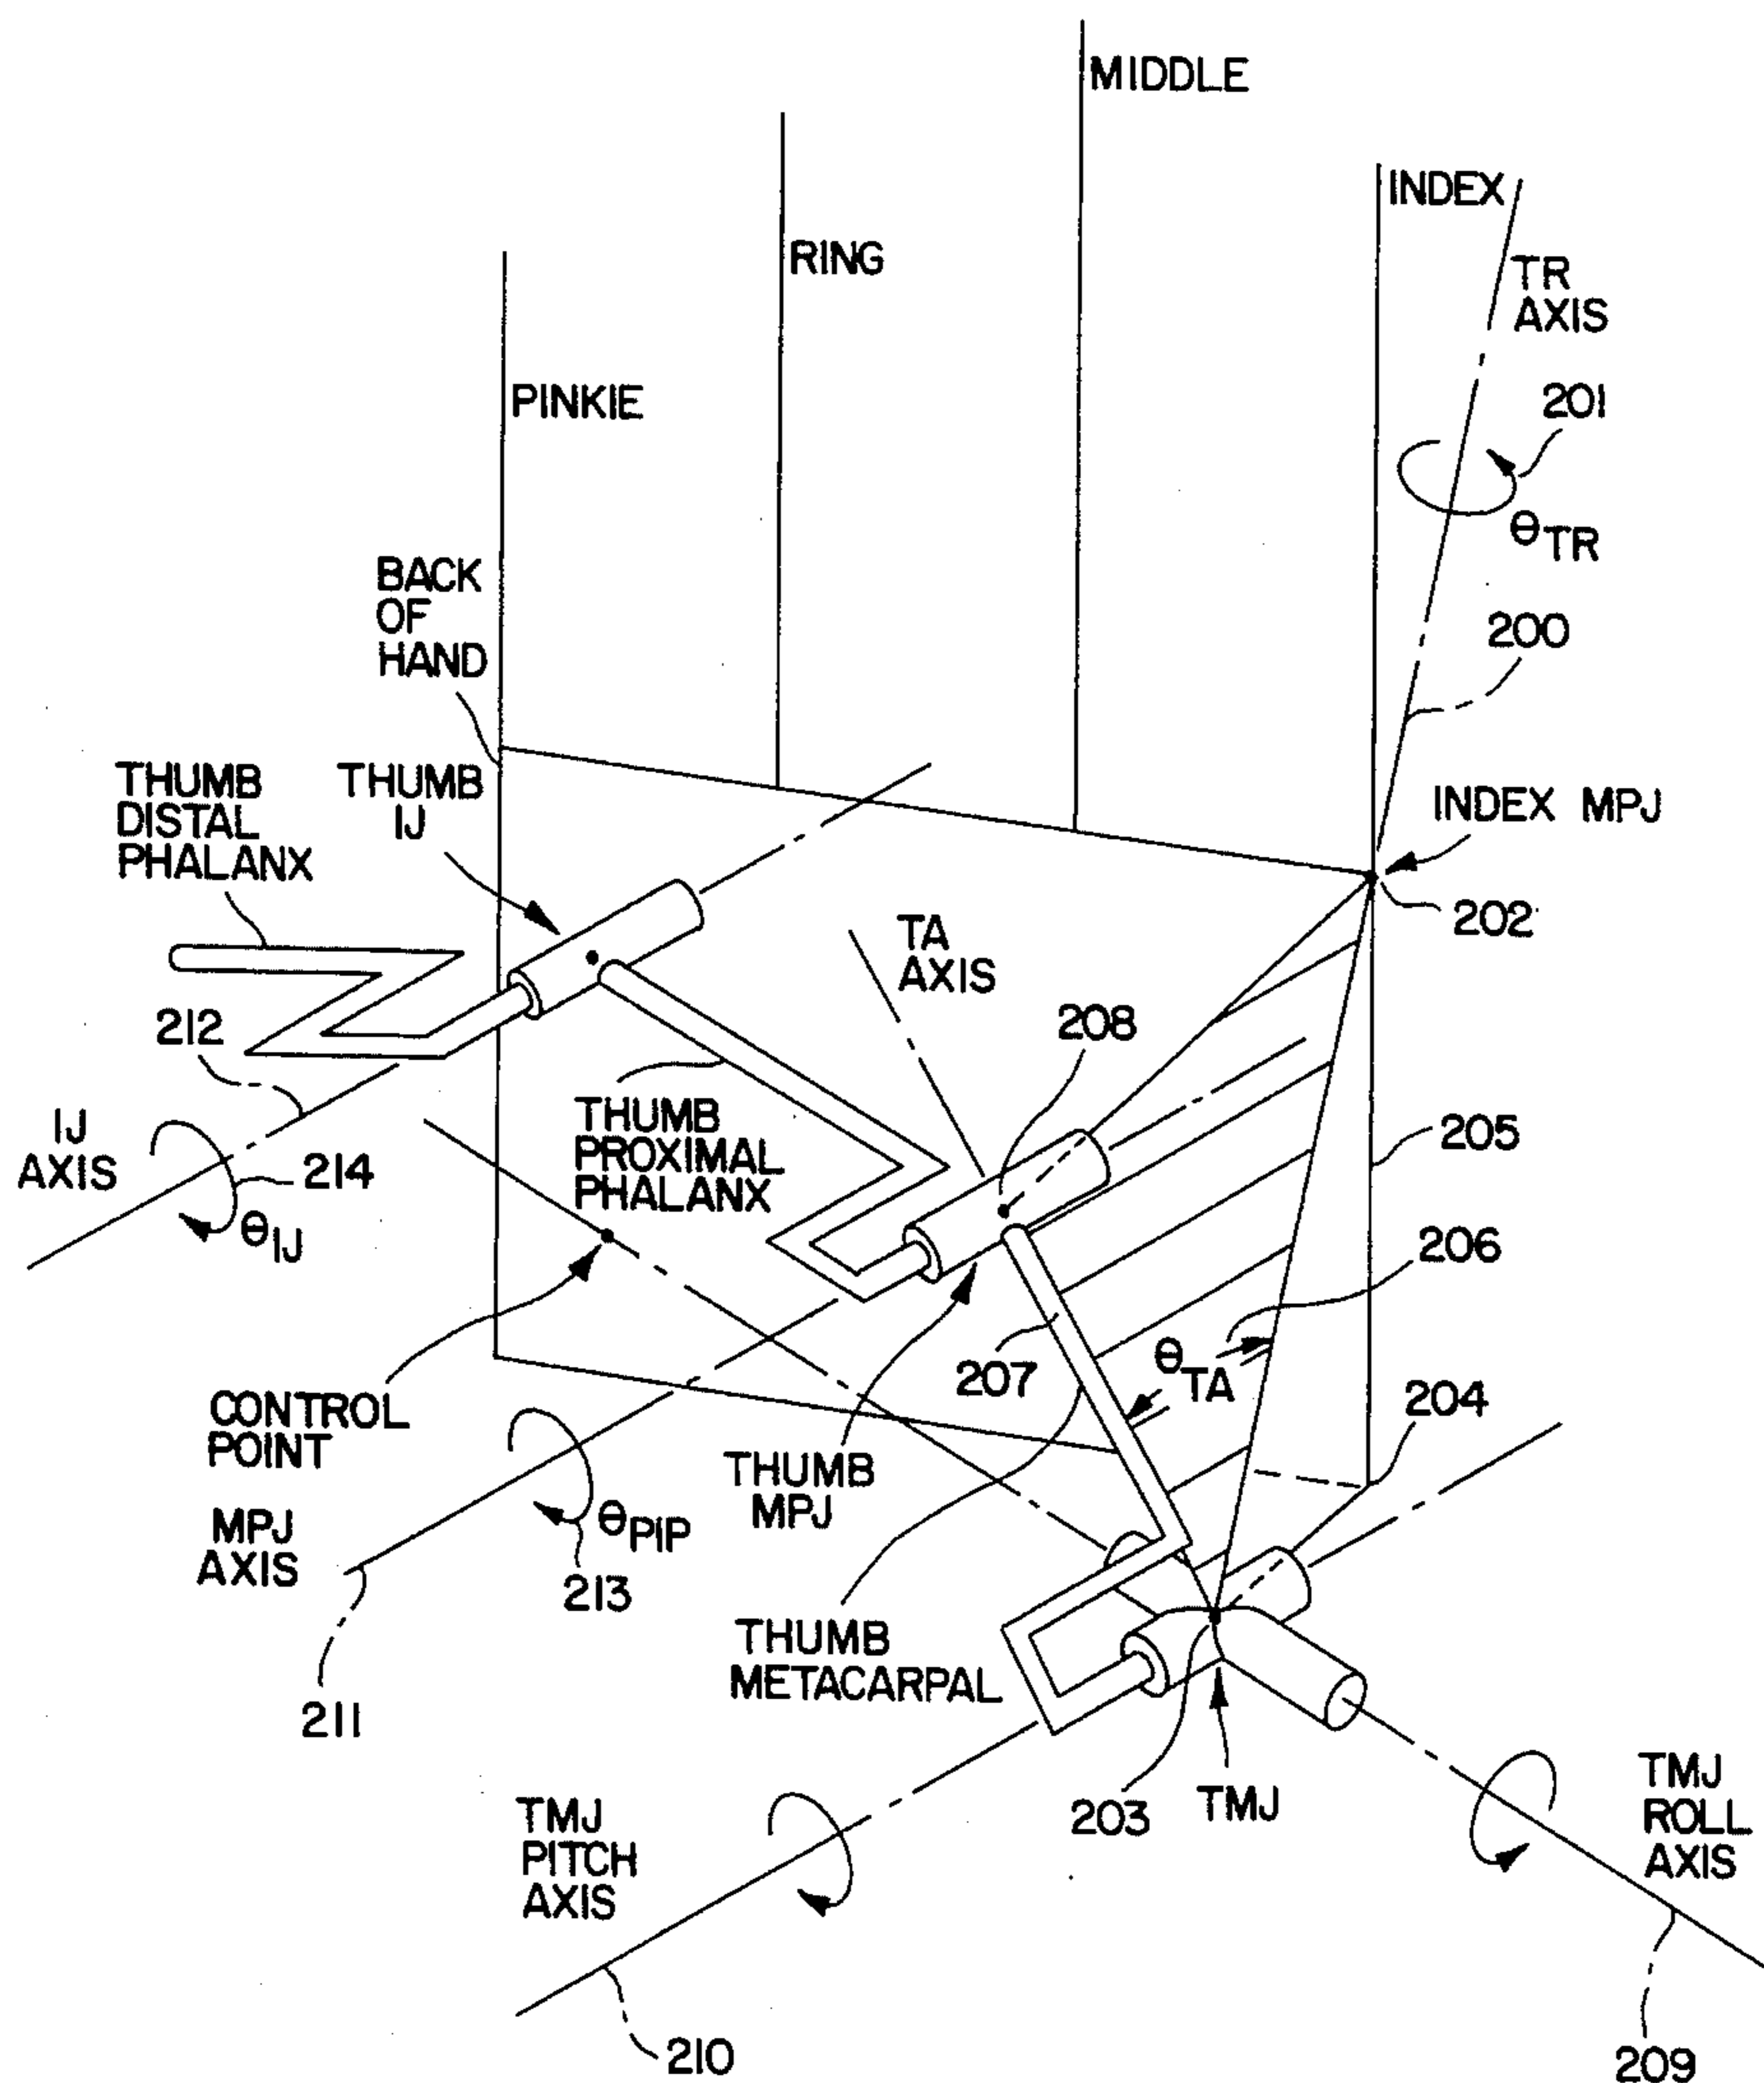 MIDDLE
INDEX
RING
TR
AXIS
PINKIE
201
θTR
BACK
OF
HAND
200
THUMB
DISTAL
PHALANX
THUMB
IJ
INDEX MPJ
202
TA
AXIS
212
208
IJ
AXIS
214
θIJ
THUMB
PROXIMAL
PHALANX
205
206
θTA
207
204
CONTROL
POINT
THUMB
MPJ
MPJ
AXIS
θPIP
213
THUMB
METACARPAL
211
TMJ
PITCH
AXIS
203
TMJ
TMJ
ROLL
AXIS
210
209